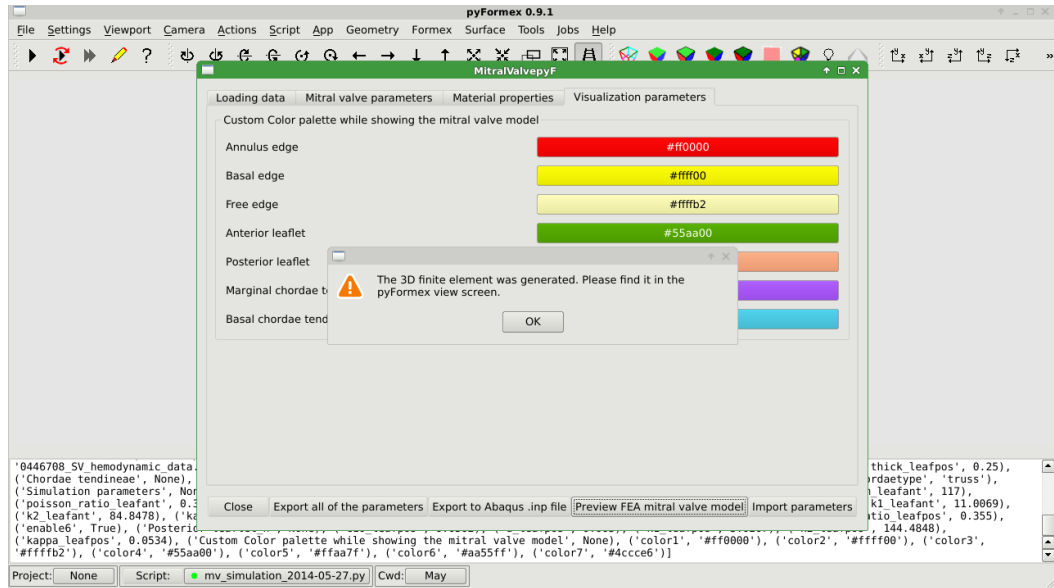 pyFormex 0.9.1
File Settings Viewport Camera Actions Script App Geometry Formex Surface Tools Jobs Help
MitralValvepyF
Loading data Mitral valve parameters Material properties Visualization parameters
Custom Color palette while showing the mitral valve model
Annulus edge #ff0000
Basal edge #ffff00
Free edge #ffffb2
Anterior leaflet #55aa00
Posterior leaflet
Marginal chordae t
Basal chordae tend
The 3D finite element was generated. Please find it in the
pyFormex view screen.
OK
Close Export all of the parameters Export to Abaqus .inp file Preview FEA mitral valve model Import parameters
'0446708_SV_hemodynamic_data. thick_leafpos', 0.25),
('Chordae tendineae', None), ordaetype', 'truss'),
('Simulation parameters', Non _leafant', 117),
('poisson_ratio_leafant', 0.3 k1_leafant', 11.0069),
('k2_leafant', 84.8478), ('ka atio_leafpos', 0.355),
('enable6', True), ('Posteri 144.4848),
('kappa_leafpos', 0.0534), ('Custom Color palette while showing the mitral valve model', None), ('color1', '#ff0000'), ('color2', '#ffff00'), ('color3',
'#ffffb2'), ('color4', '#55aa00'), ('color5', '#ffaa7f'), ('color6', '#aa55ff'), ('color7', '#4ccce6')]
Project: None Script: mv_simulation_2014-05-27.py Cwd: May